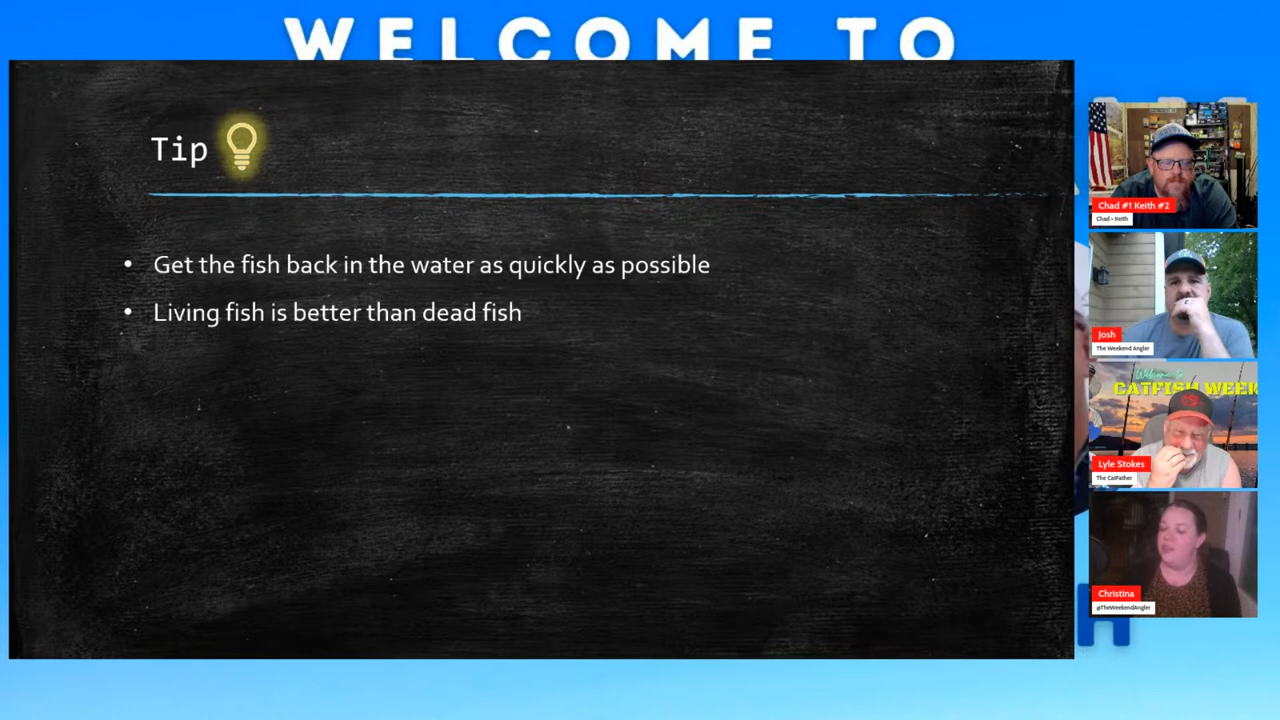 WELCOME TO
Tip
• Get the fish back in the water as quickly as possible
• Living fish is better than dead fish
Chad #1 Keith #2
Chad + Keith
Josh
The Weekend Angler
Welcome to
CATFISH WEEK
Lyle Stokes
The CatFather
Christina
@TheWeekendAngler
H